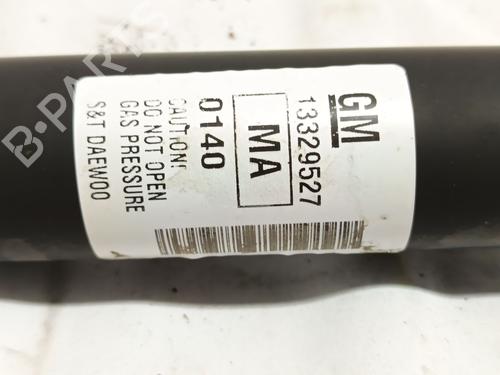 GM
13329527
MA
0140
CAUTION!
DO NOT OPEN
GAS PRESSURE
S&T DAEWOO
B-PARTS